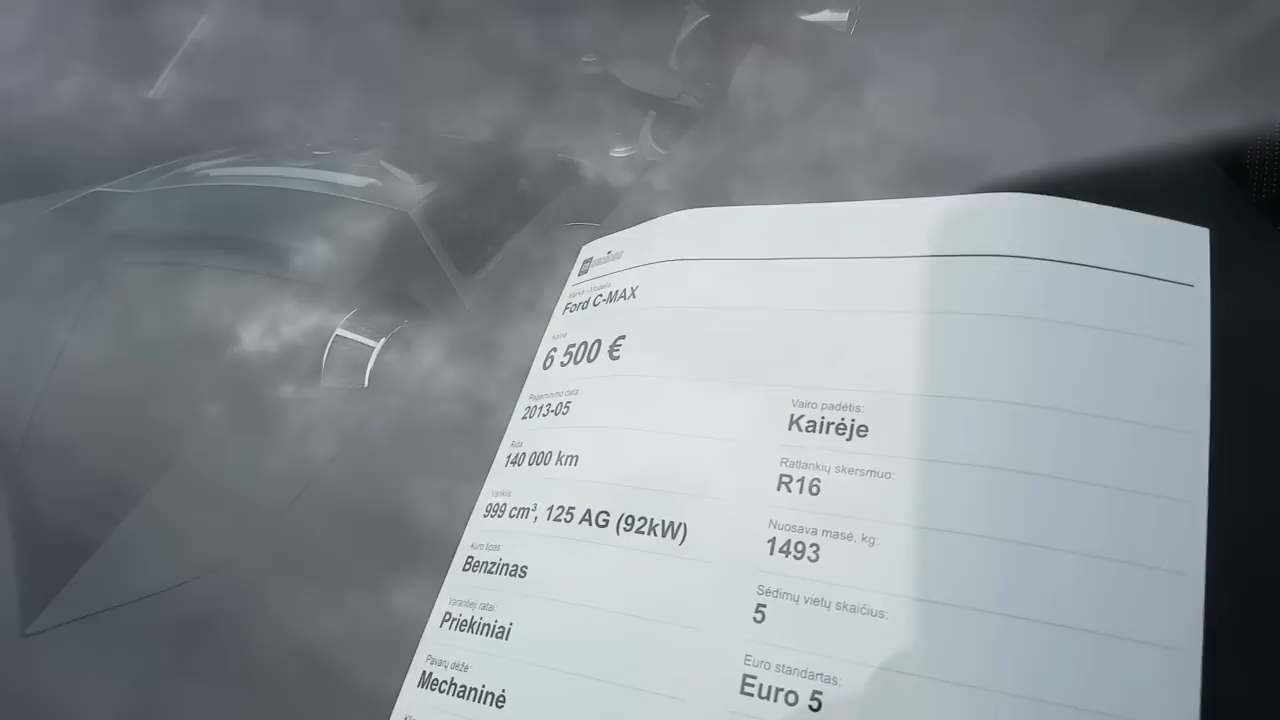 Markė / Modelis:
Ford C-MAX
Kaina:
6 500 €
Pagaminimo data:
2013-05
Rida:
140 000 km
Variklis:
999 cm³, 125 AG (92kW)
Kuro tipas:
Benzinas
Varantieji ratai:
Priekiniai
Pavarų dėžė:
Mechaninė
Vairo padėtis:
Kairėje
Ratlankių skersmuo:
R16
Nuosava masė, kg:
1493
Sėdimų vietų skaičius:
5
Euro standartas:
Euro 5